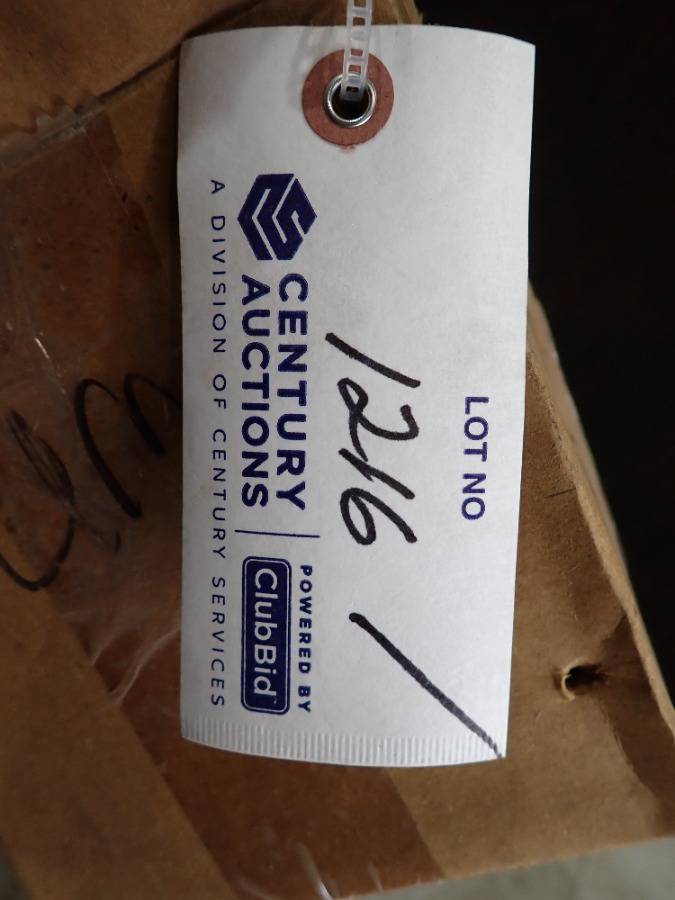 LOT NO
1216 /
CENTURY
AUCTIONS
POWERED BY
ClubBid
A DIVISION OF CENTURY SERVICES